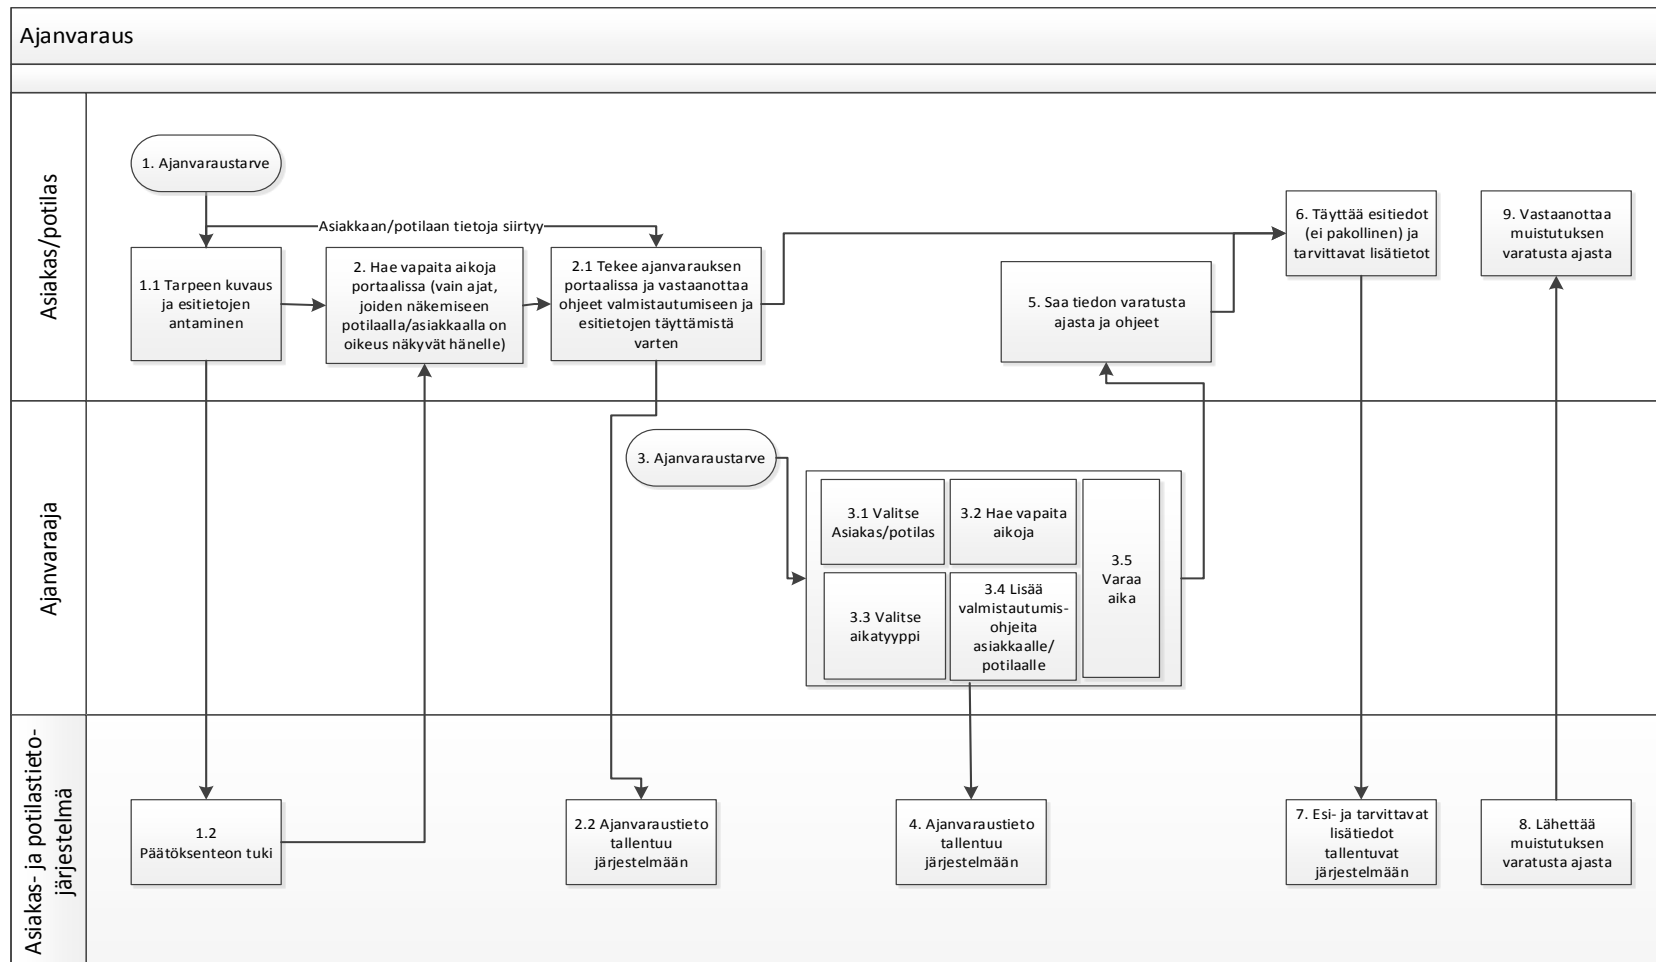 Ajanvaraus
Asiakas/potilas
1. Ajanvaraustarve
Asiakkaan/potilaan tietoja siirtyy
1.1 Tarpeen kuvaus
ja esitietojen
antaminen
2. Hae vapaita aikoja
portaalissa (vain ajat,
joiden näkemiseen
potilaalla/asiakkaalla on
oikeus näkyvät hänelle)
2.1 Tekee ajanvarauksen
portaalissa ja vastaanottaa
ohjeet valmistautumiseen ja
esitietojen täyttämistä
varten
5. Saa tiedon varatusta
ajasta ja ohjeet
6. Täyttää esitiedot
(ei pakollinen) ja
tarvittavat lisätiedot
9. Vastaanottaa
muistutuksen
varatusta ajasta
Ajanvaraaja
3. Ajanvaraustarve
3.1 Valitse
Asiakas/potilas
3.2 Hae vapaita
aikoja
3.3 Valitse
aikatyyppi
3.4 Lisää
valmistautumis-
ohjeita
asiakkaalle/
potilaalle
3.5
Varaa
aika
Asiakas- ja potilastieto-
järjestelmä
1.2
Päätöksenteon tuki
2.2 Ajanvaraustieto
tallentuu
järjestelmään
4. Ajanvaraustieto
tallentuu
järjestelmään
7. Esi- ja tarvittavat
lisätiedot
tallentuvat
järjestelmään
8. Lähettää
muistutuksen
varatusta ajasta